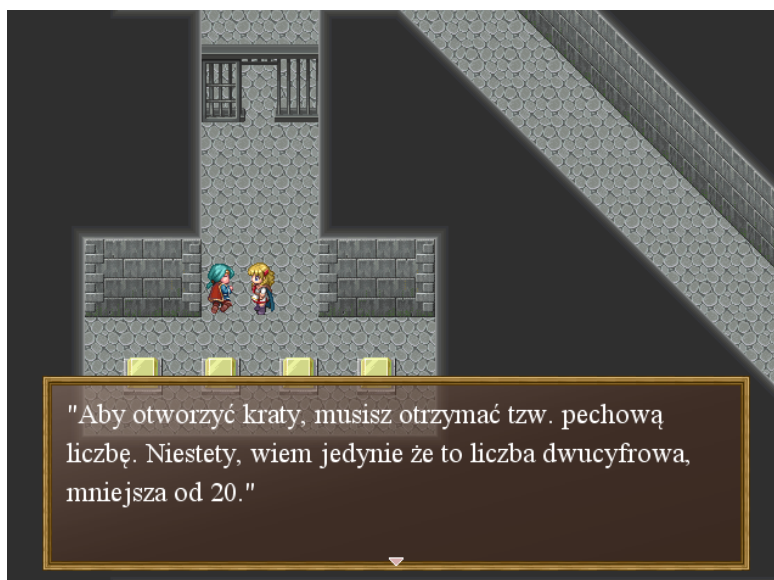 "Aby otworzyć kraty, musisz otrzymać tzw. pechową
liczbę. Niestety, wiem jedynie że to liczba dwucyfrowa,
mniejsza od 20."